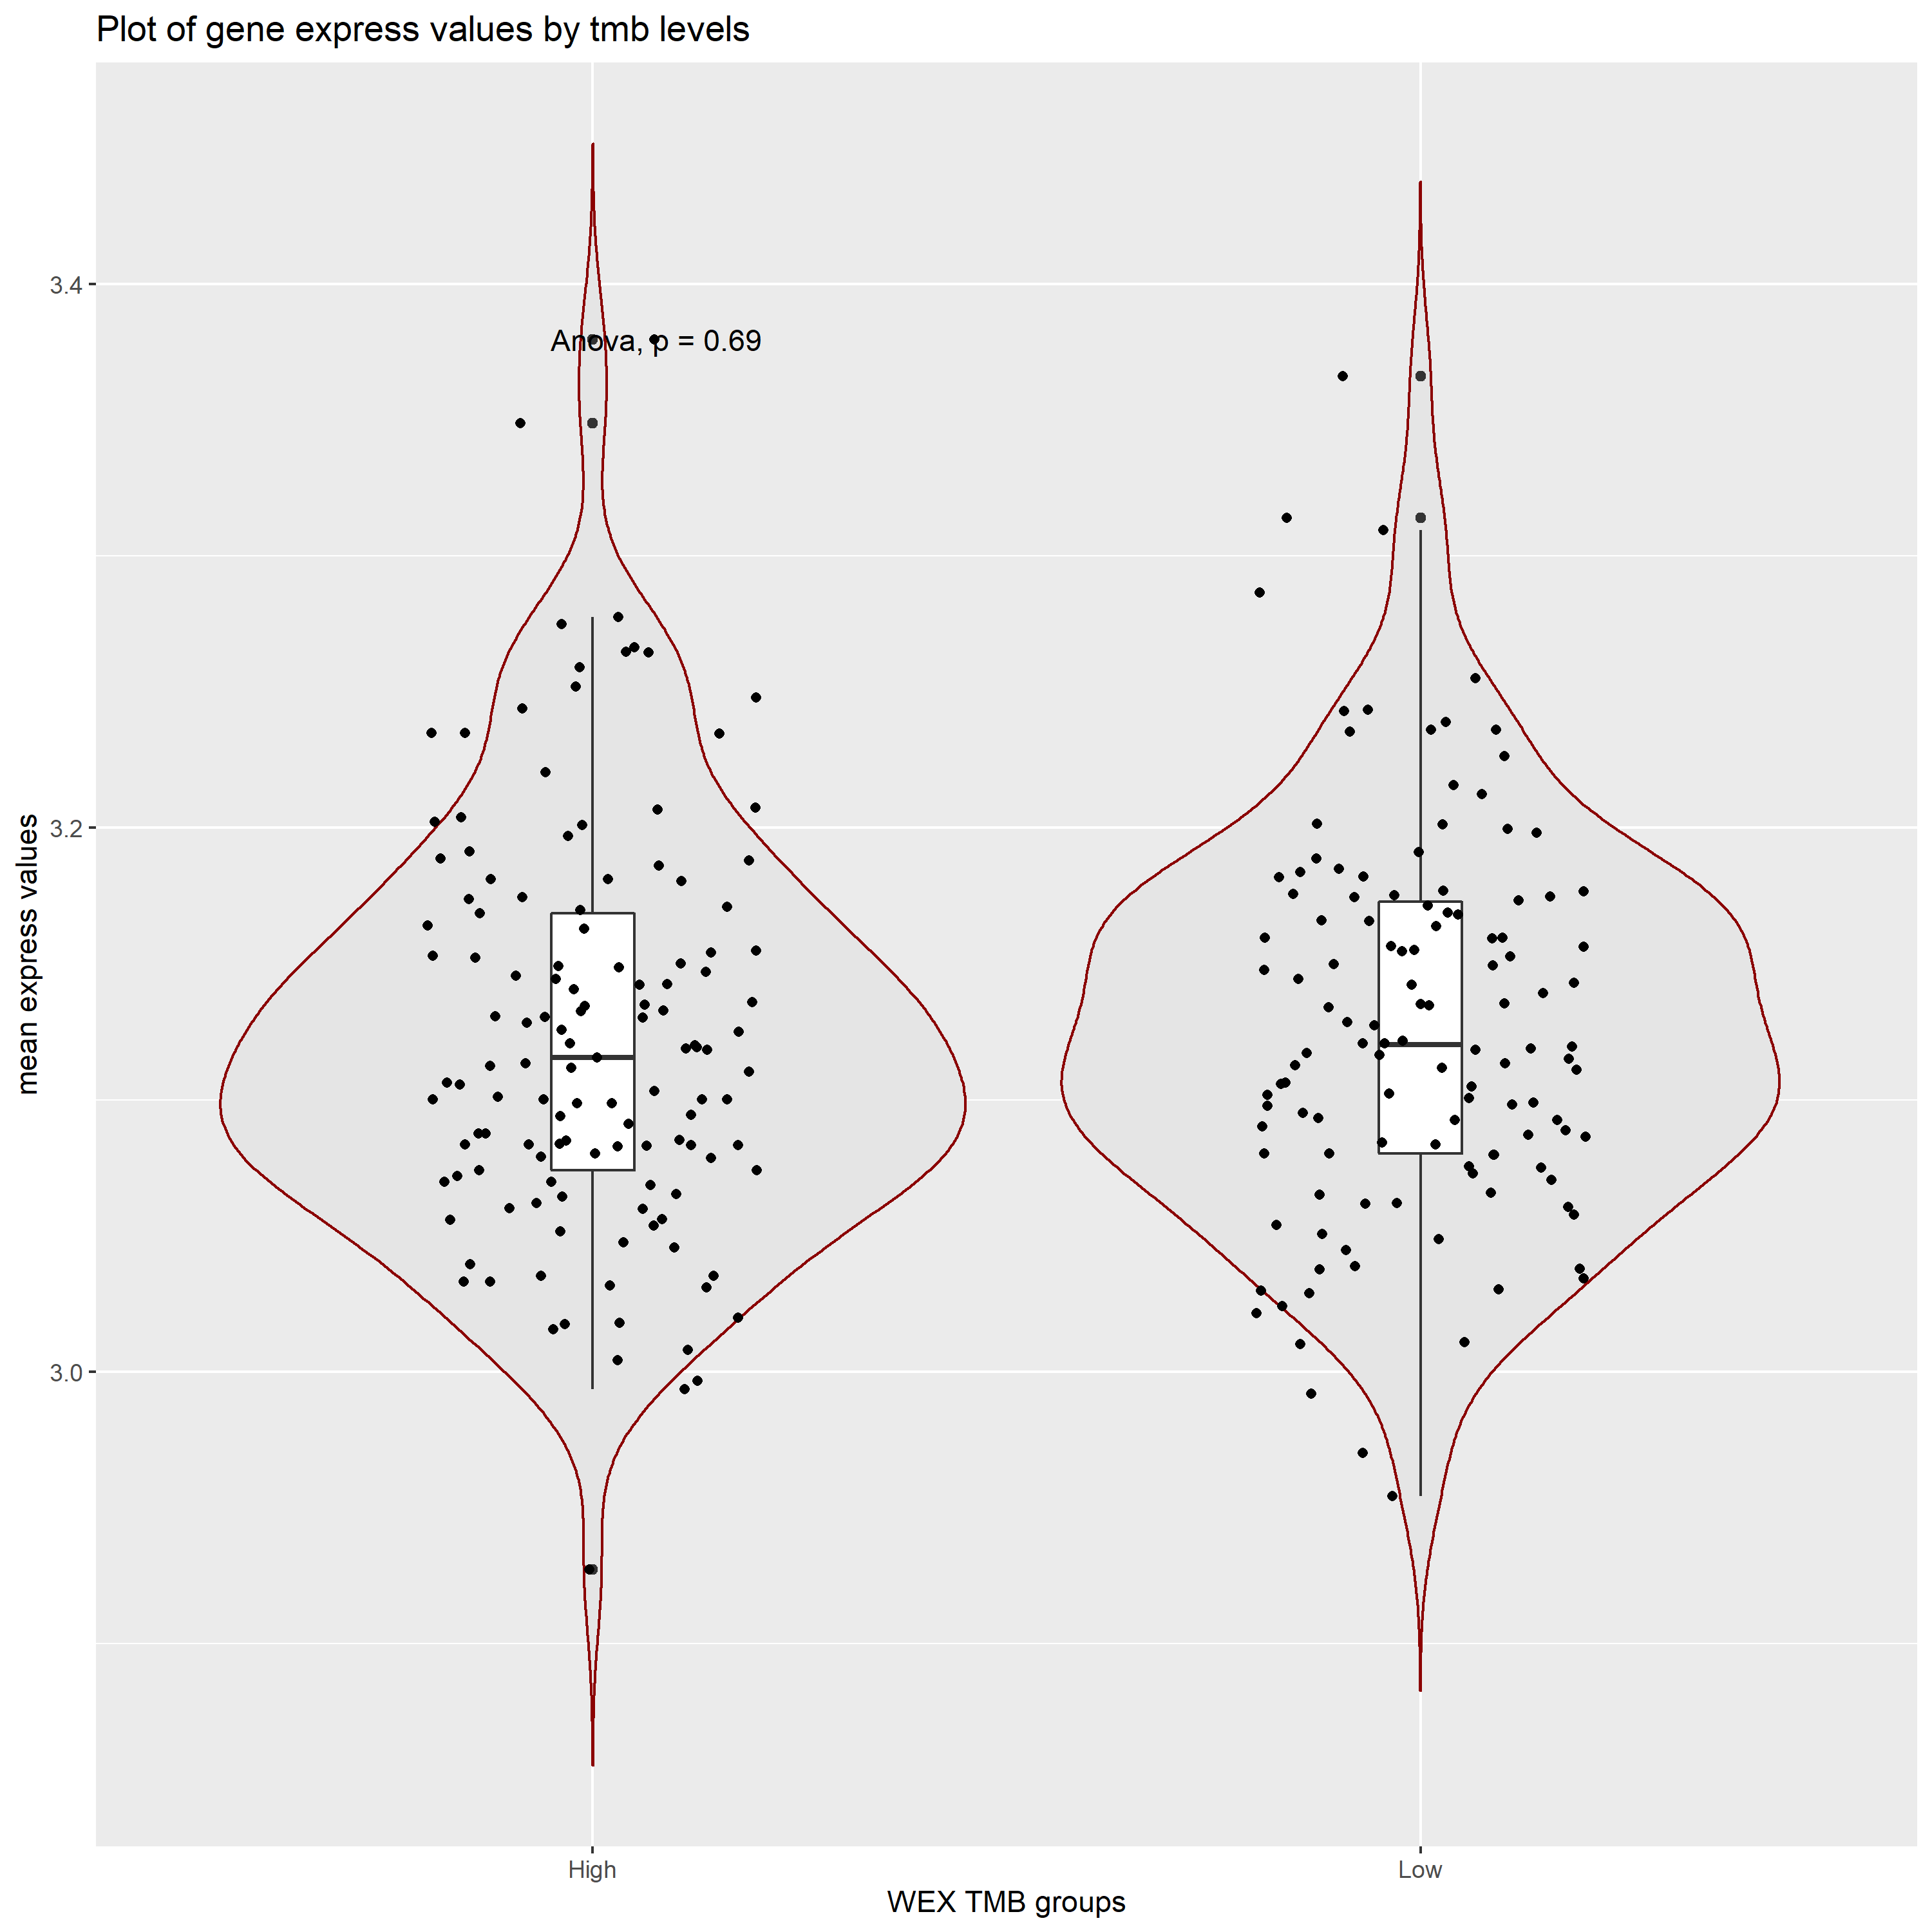 Plot of gene express values by tmb levels
3.4
Anova, p = 0.69
3.2
mean express values
3.0
High
Low
WEX TMB groups